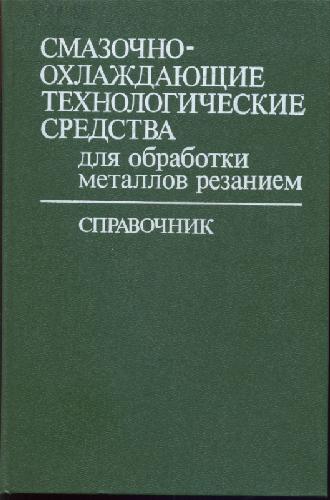 СМАЗОЧНО-
ОХЛАЖДАЮЩИЕ
ТЕХНОЛОГИЧЕСКИЕ
СРЕДСТВА
для обработки
металлов резанием
СПРАВОЧНИК